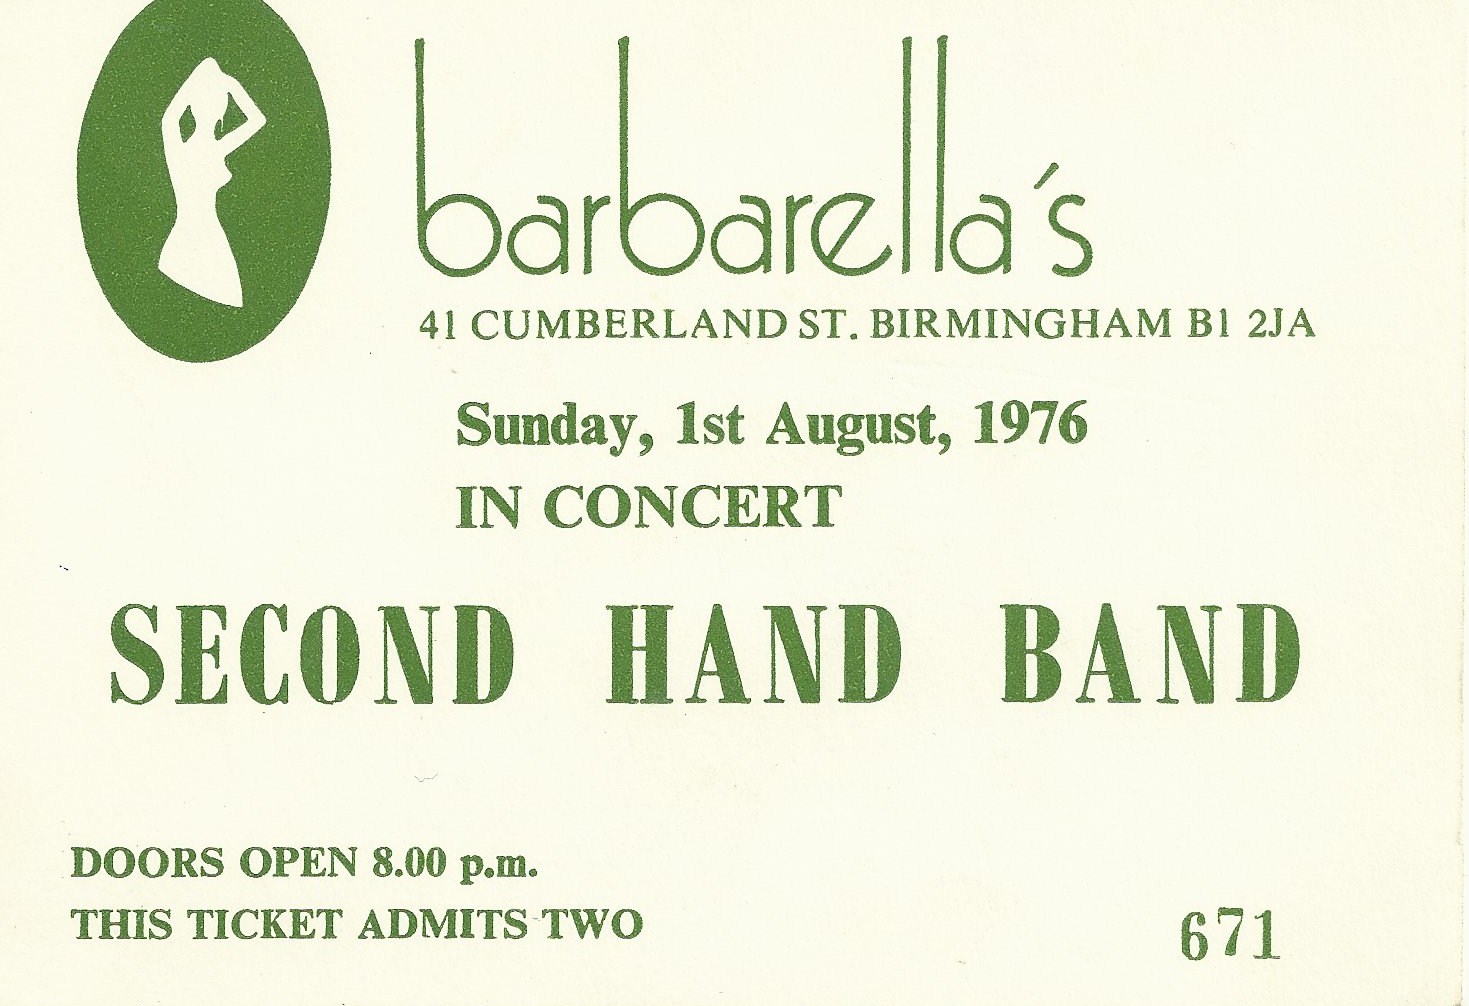 barbarella's
41 CUMBERLAND ST. BIRMINGHAM B1 2JA
Sunday, 1st August, 1976
IN CONCERT
SECOND HAND BAND
DOORS OPEN 8.00 p.m.
THIS TICKET ADMITS TWO
671